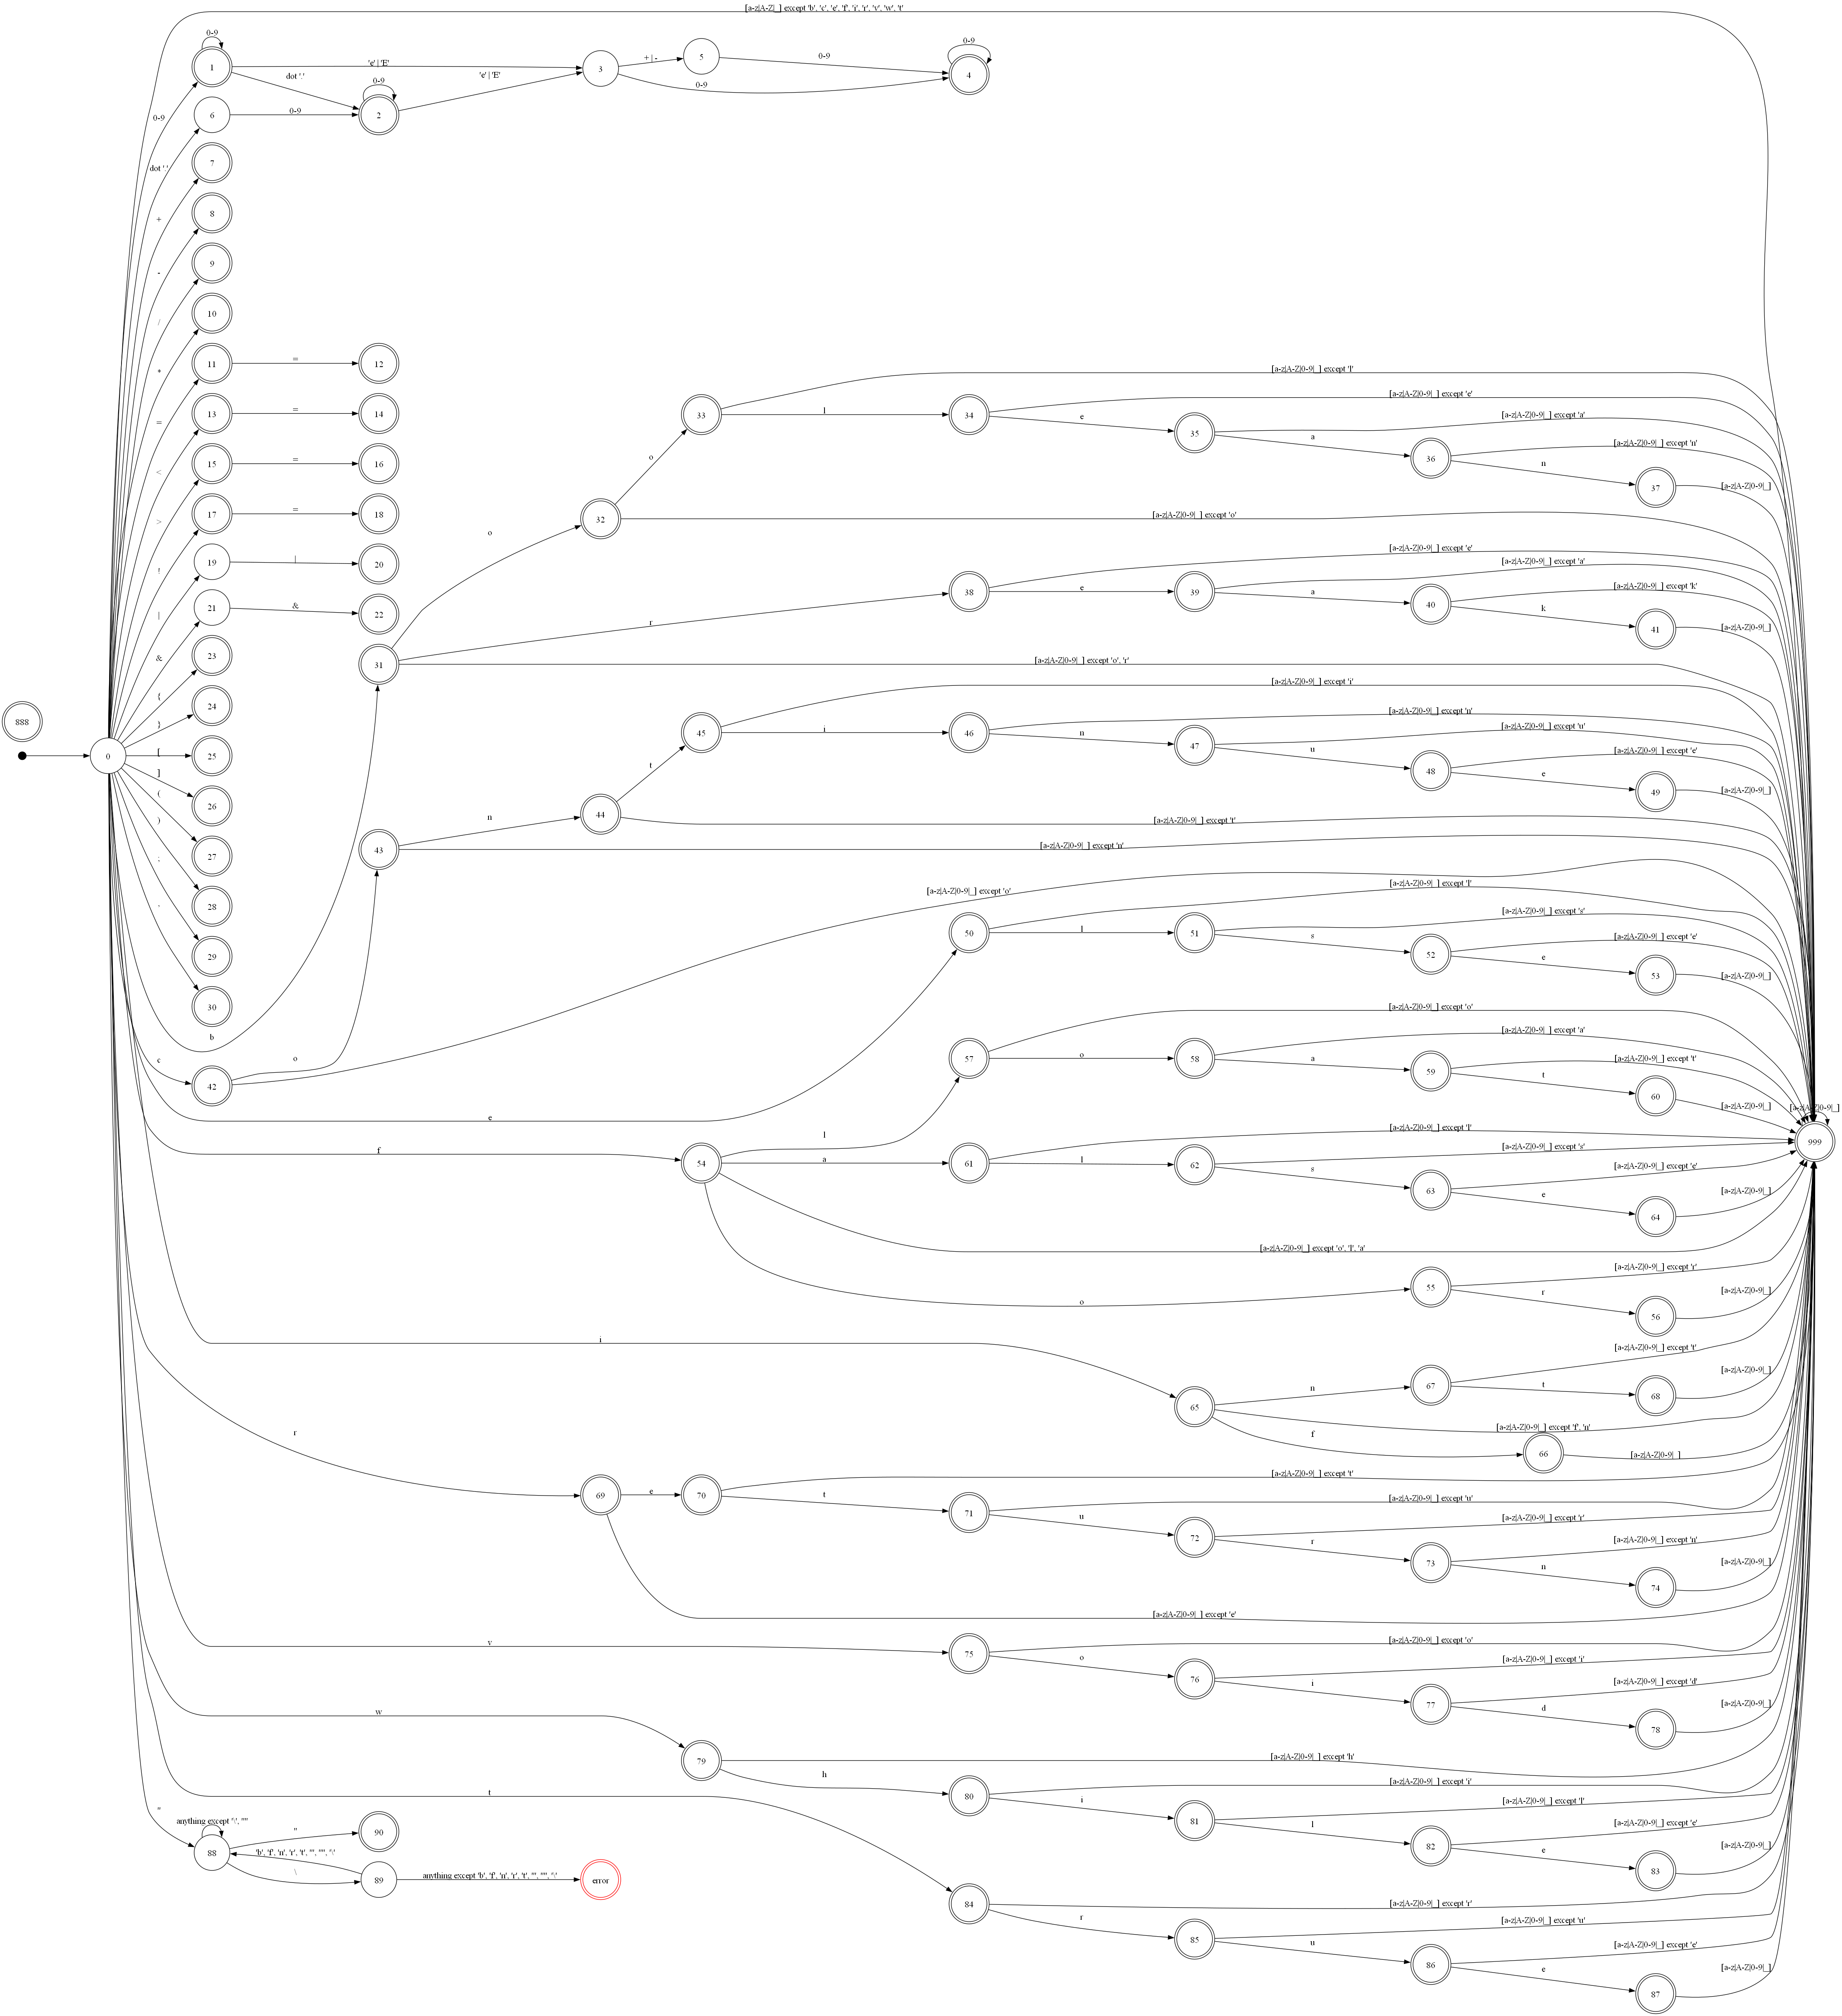 [a-z|A-Z|_] except 'b', 'c', 'e', 'f', 'i', 'r', 'v', 'w', 't'
0-9
1
'e' | 'E'
dot '.'
0-9
3
+ | -
5
0-9
0-9
4
0-9
'e' | 'E'
0-9
2
6
0-9
dot '.'
7
+
8
-
9
/
10
*
11
=
12
=
13
=
14
<
15
=
16
>
17
=
18
!
19
|
20
|
21
&
22
&
23
{
24
}
888
0
25
[
26
]
27
(
28
)
29
;
30
31
b
o
32
o
33
[a-z|A-Z|0-9|_] except 'l'
l
34
[a-z|A-Z|0-9|_] except 'e'
e
35
[a-z|A-Z|0-9|_] except 'a'
a
36
[a-z|A-Z|0-9|_] except 'n'
n
37
[a-z|A-Z|0-9|_]
[a-z|A-Z|0-9|_] except 'o'
r
38
[a-z|A-Z|0-9|_] except 'e'
e
39
[a-z|A-Z|0-9|_] except 'a'
a
40
[a-z|A-Z|0-9|_] except 'k'
k
41
[a-z|A-Z|0-9|_]
[a-z|A-Z|0-9|_] except 'o', 'r'
c
42
o
43
n
44
t
45
[a-z|A-Z|0-9|_] except 'i'
i
46
[a-z|A-Z|0-9|_] except 'n'
n
47
[a-z|A-Z|0-9|_] except 'u'
u
48
[a-z|A-Z|0-9|_] except 'e'
e
49
[a-z|A-Z|0-9|_]
[a-z|A-Z|0-9|_] except 't'
[a-z|A-Z|0-9|_] except 'n'
[a-z|A-Z|0-9|_] except 'o'
e
50
[a-z|A-Z|0-9|_] except 'l'
l
51
[a-z|A-Z|0-9|_] except 's'
s
52
[a-z|A-Z|0-9|_] except 'e'
e
53
[a-z|A-Z|0-9|_]
f
54
l
57
[a-z|A-Z|0-9|_] except 'o'
o
58
[a-z|A-Z|0-9|_] except 'a'
a
59
[a-z|A-Z|0-9|_] except 't'
t
60
[a-z|A-Z|0-9|_]
[a-z|A-Z|0-9|_]
999
a
61
[a-z|A-Z|0-9|_] except 'l'
l
62
[a-z|A-Z|0-9|_] except 's'
s
63
[a-z|A-Z|0-9|_] except 'e'
e
64
[a-z|A-Z|0-9|_]
[a-z|A-Z|0-9|_] except 'o', 'l', 'a'
o
55
[a-z|A-Z|0-9|_] except 'r'
r
56
[a-z|A-Z|0-9|_]
i
65
n
67
[a-z|A-Z|0-9|_] except 't'
t
68
[a-z|A-Z|0-9|_]
[a-z|A-Z|0-9|_] except 'f', 'n'
f
66
[a-z|A-Z|0-9|_]
r
69
e
70
[a-z|A-Z|0-9|_] except 't'
t
71
[a-z|A-Z|0-9|_] except 'u'
u
72
[a-z|A-Z|0-9|_] except 'r'
r
73
[a-z|A-Z|0-9|_] except 'n'
n
74
[a-z|A-Z|0-9|_]
[a-z|A-Z|0-9|_] except 'e'
v
75
[a-z|A-Z|0-9|_] except 'o'
o
76
[a-z|A-Z|0-9|_] except 'i'
i
77
[a-z|A-Z|0-9|_] except 'd'
d
78
[a-z|A-Z|0-9|_]
w
79
[a-z|A-Z|0-9|_] except 'h'
h
80
[a-z|A-Z|0-9|_] except 'i'
i
81
[a-z|A-Z|0-9|_] except 'l'
l
82
[a-z|A-Z|0-9|_] except 'e'
e
83
[a-z|A-Z|0-9|_]
t
84
[a-z|A-Z|0-9|_] except 'r'
r
85
[a-z|A-Z|0-9|_] except 'u'
u
86
[a-z|A-Z|0-9|_] except 'e'
e
87
[a-z|A-Z|0-9|_]
"
anything except '\', '"'
88
"
90
'b', 'f', 'n', 'r', 't', ''', '"', '\'
\
89
anything except 'b', 'f', 'n', 'r', 't', ''', '"', '\'
error